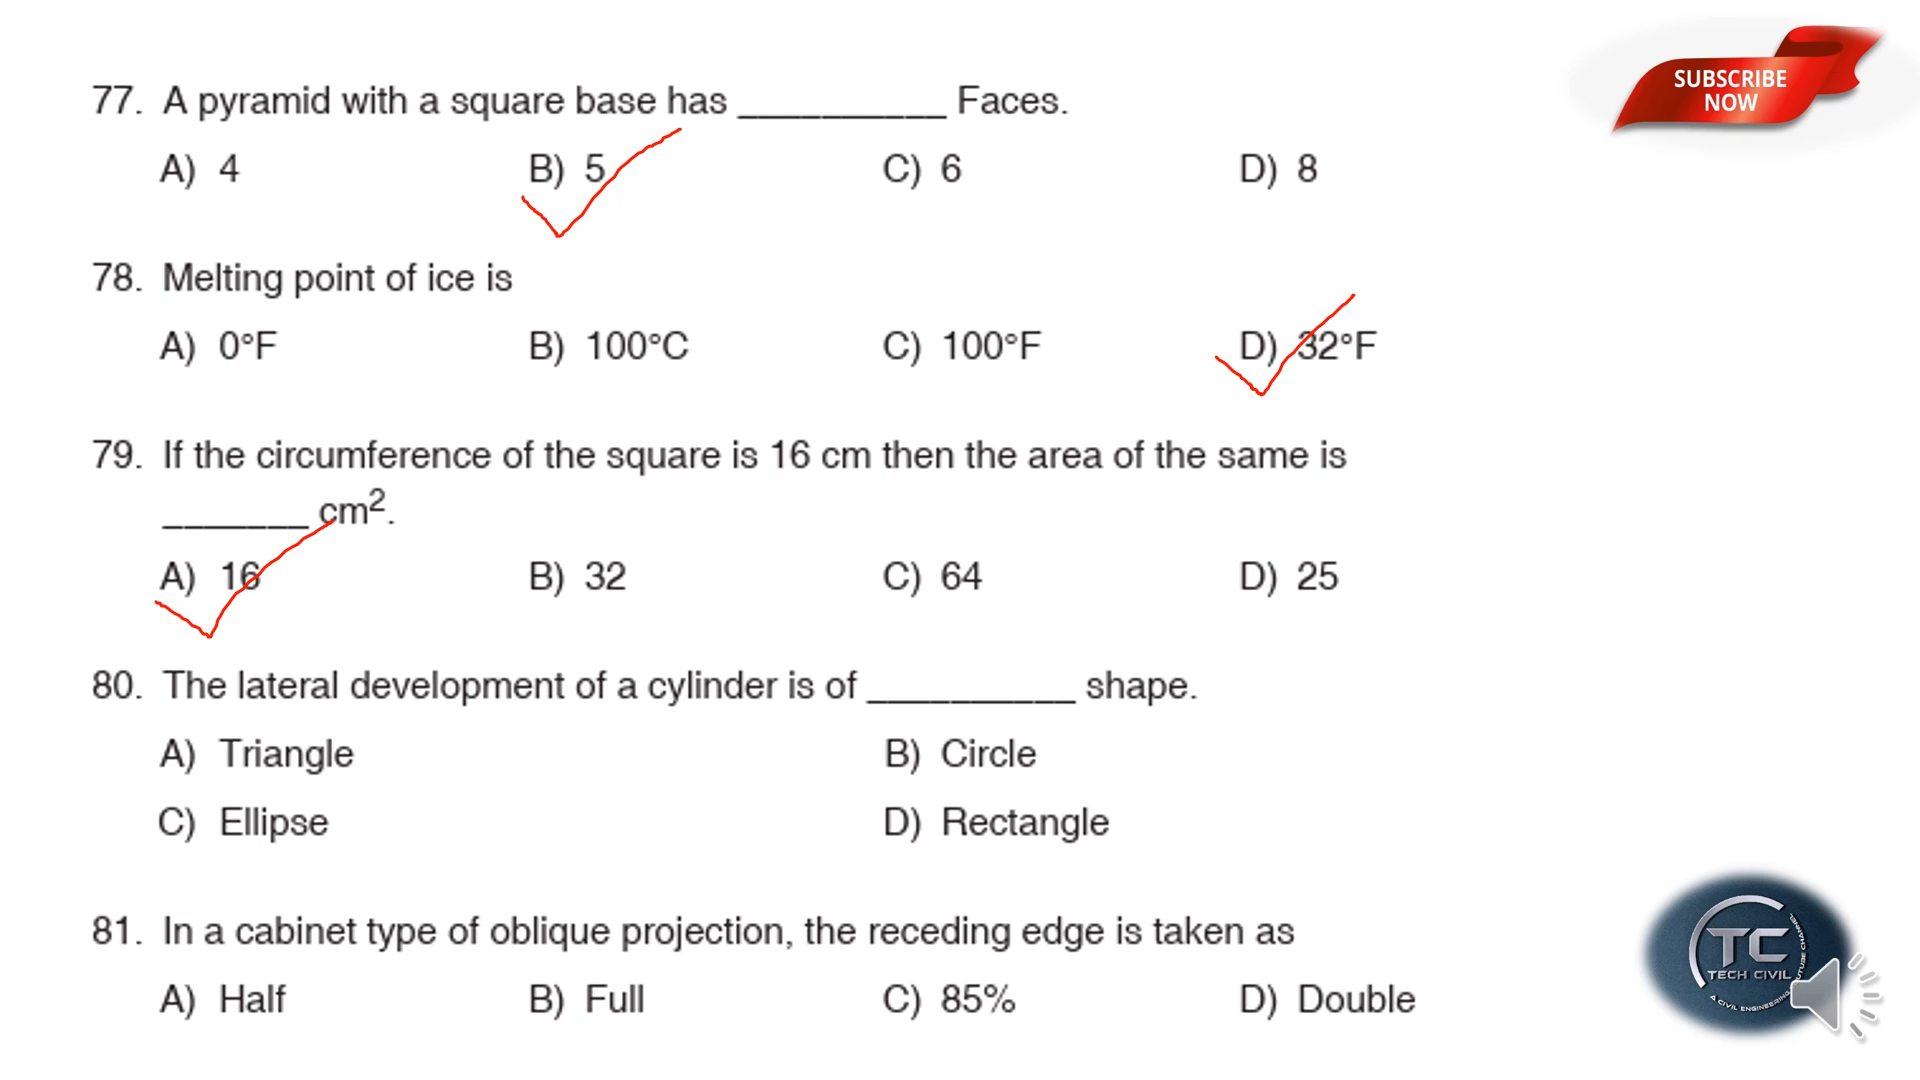 SUBSCRIBE
NOW
77. A pyramid with a square base has __________ Faces.
A) 4 B) 5 C) 6 D) 8
78. Melting point of ice is
A) 0°F B) 100°C C) 100°F D) 32°F
79. If the circumference of the square is 16 cm then the area of the same is
_______ cm².
A) 16 B) 32 C) 64 D) 25
80. The lateral development of a cylinder is of __________ shape.
A) Triangle B) Circle
C) Ellipse D) Rectangle
81. In a cabinet type of oblique projection, the receding edge is taken as
A) Half B) Full C) 85% D) Double
TC
TECH CIVIL
A CIVIL ENGINEERING
CHANNEL